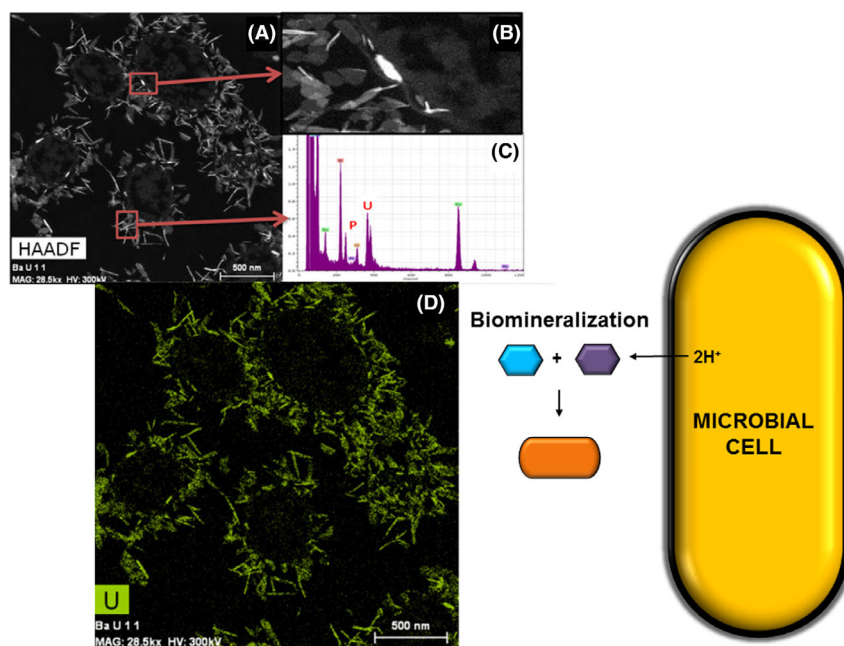 (A)
HAADF
Ba U 1 1
MAG: 28.5kx HV: 300kV
500 nm
(B)
(C)
P
U
(D)
U
Ba U 1 1
MAG: 28.5kx HV: 300kV
500 nm
Biomineralization
+
2H⁺
MICROBIAL
CELL